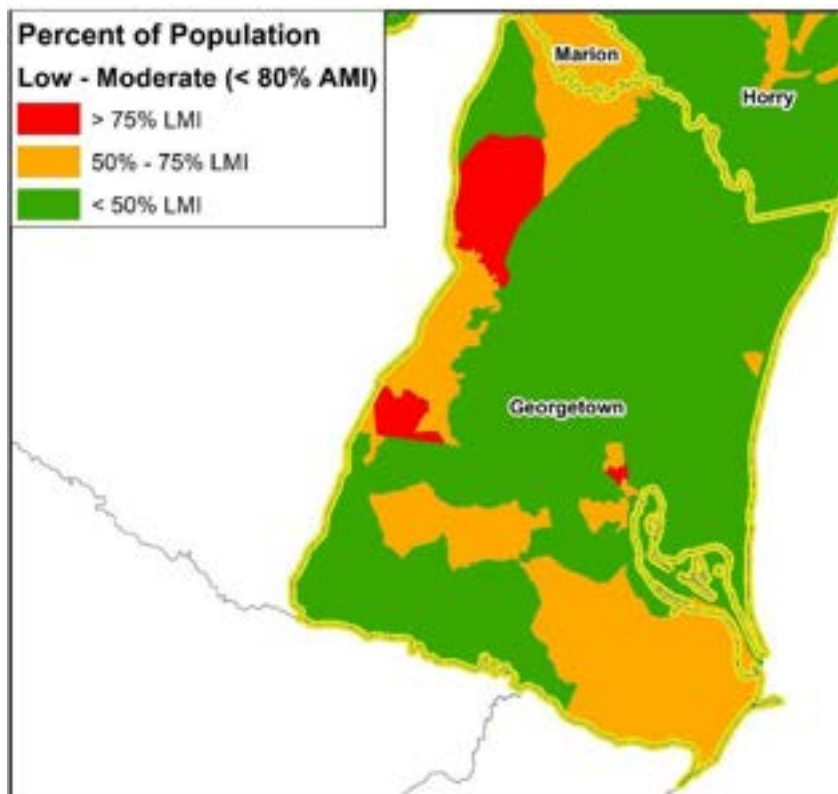 Percent of Population
Low - Moderate (< 80% AMI)
> 75% LMI
50% - 75% LMI
< 50% LMI
Marion
Horry
Georgetown